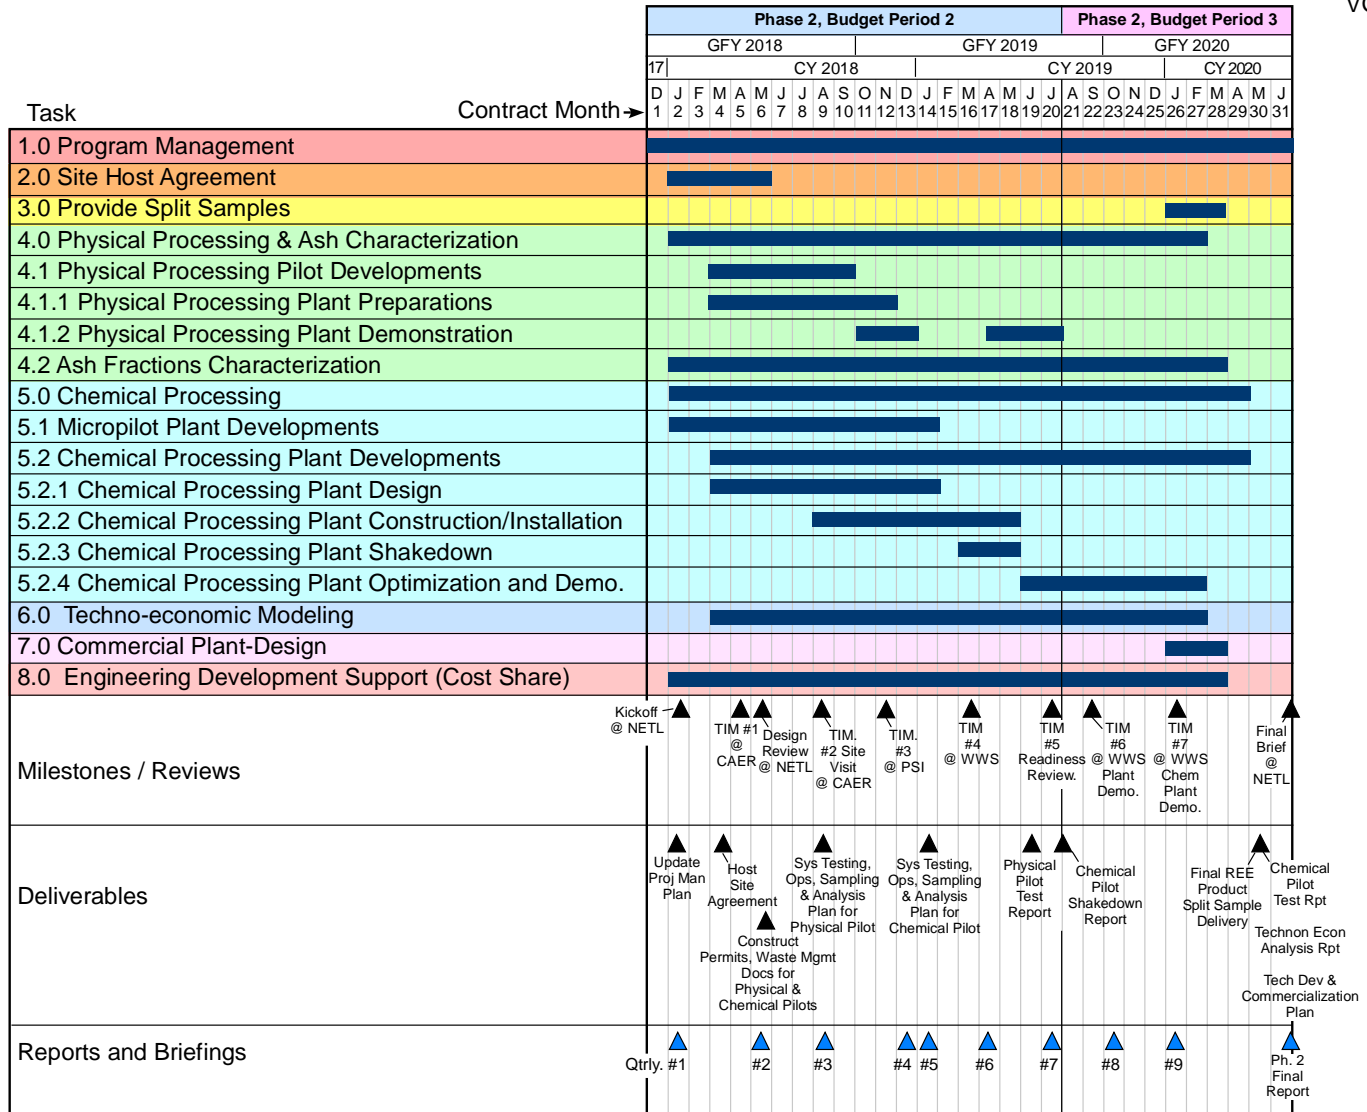 VC
Phase 2, Budget Period 2 Phase 2, Budget Period 3
GFY 2018 GFY 2019 GFY 2020
17 CY 2018 CY 2019 CY 2020
D J F M A M J J A S O N D J F M A M J J A S O N D J F M A M J
Task Contract Month 1 2 3 4 5 6 7 8 9 10 11 12 13 14 15 16 17 18 19 20 21 22 23 24 25 26 27 28 29 30 31
1.0 Program Management
2.0 Site Host Agreement
3.0 Provide Split Samples
4.0 Physical Processing & Ash Characterization
4.1 Physical Processing Pilot Developments
4.1.1 Physical Processing Plant Preparations
4.1.2 Physical Processing Plant Demonstration
4.2 Ash Fractions Characterization
5.0 Chemical Processing
5.1 Micropilot Plant Developments
5.2 Chemical Processing Plant Developments
5.2.1 Chemical Processing Plant Design
5.2.2 Chemical Processing Plant Construction/Installation
5.2.3 Chemical Processing Plant Shakedown
5.2.4 Chemical Processing Plant Optimization and Demo.
6.0 Techno-economic Modeling
7.0 Commercial Plant-Design
8.0 Engineering Development Support (Cost Share)
Milestones / Reviews
Kickoff
@ NETL
TIM #1
@
CAER
Design
Review
@ NETL
TIM.
#2 Site
Visit
@ CAER
TIM.
#3
@ PSI
TIM
#4
@ WWS
TIM
#5
Readiness
Review.
TIM
#6
@ WWS
Plant
Demo.
TIM
#7
@ WWS
Chem
Plant
Demo.
Final
Brief
@
NETL
Deliverables
Update
Proj Man
Plan
Host
Site
Agreement
Construct
Permits, Waste Mgmt
Docs for
Physical &
Chemical Pilots
Sys Testing,
Ops, Sampling
& Analysis
Plan for
Physical Pilot
Sys Testing,
Ops, Sampling
& Analysis
Plan for
Chemical Pilot
Physical
Pilot
Test
Report
Chemical
Pilot
Shakedown
Report
Final REE
Product
Split Sample
Delivery
Chemical
Pilot
Test Rpt
Technon Econ
Analysis Rpt
Tech Dev &
Commercialization
Plan
Reports and Briefings
Qtrly. #1 #2 #3 #4 #5 #6 #7 #8 #9
Ph. 2
Final
Report